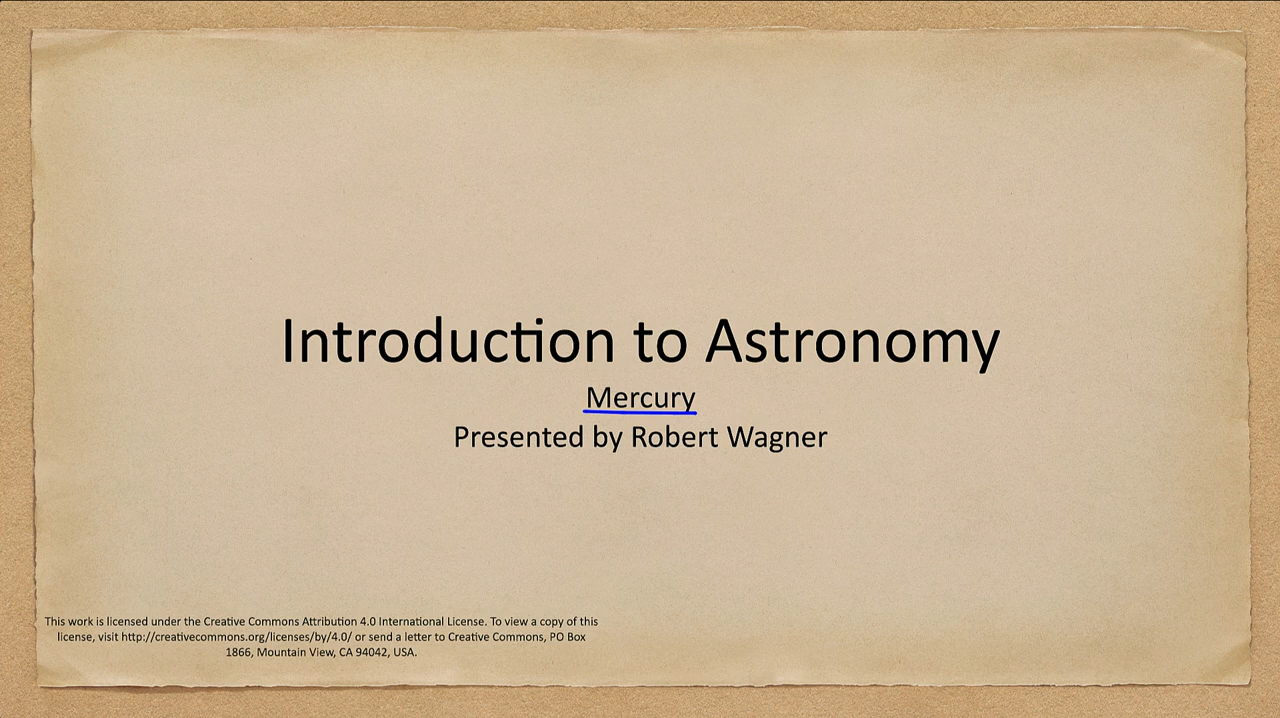 Introduction to Astronomy
Mercury
Presented by Robert Wagner
This work is licensed under the Creative Commons Attribution 4.0 International License. To view a copy of this
license, visit http://creativecommons.org/licenses/by/4.0/ or send a letter to Creative Commons, PO Box
1866, Mountain View, CA 94042, USA.